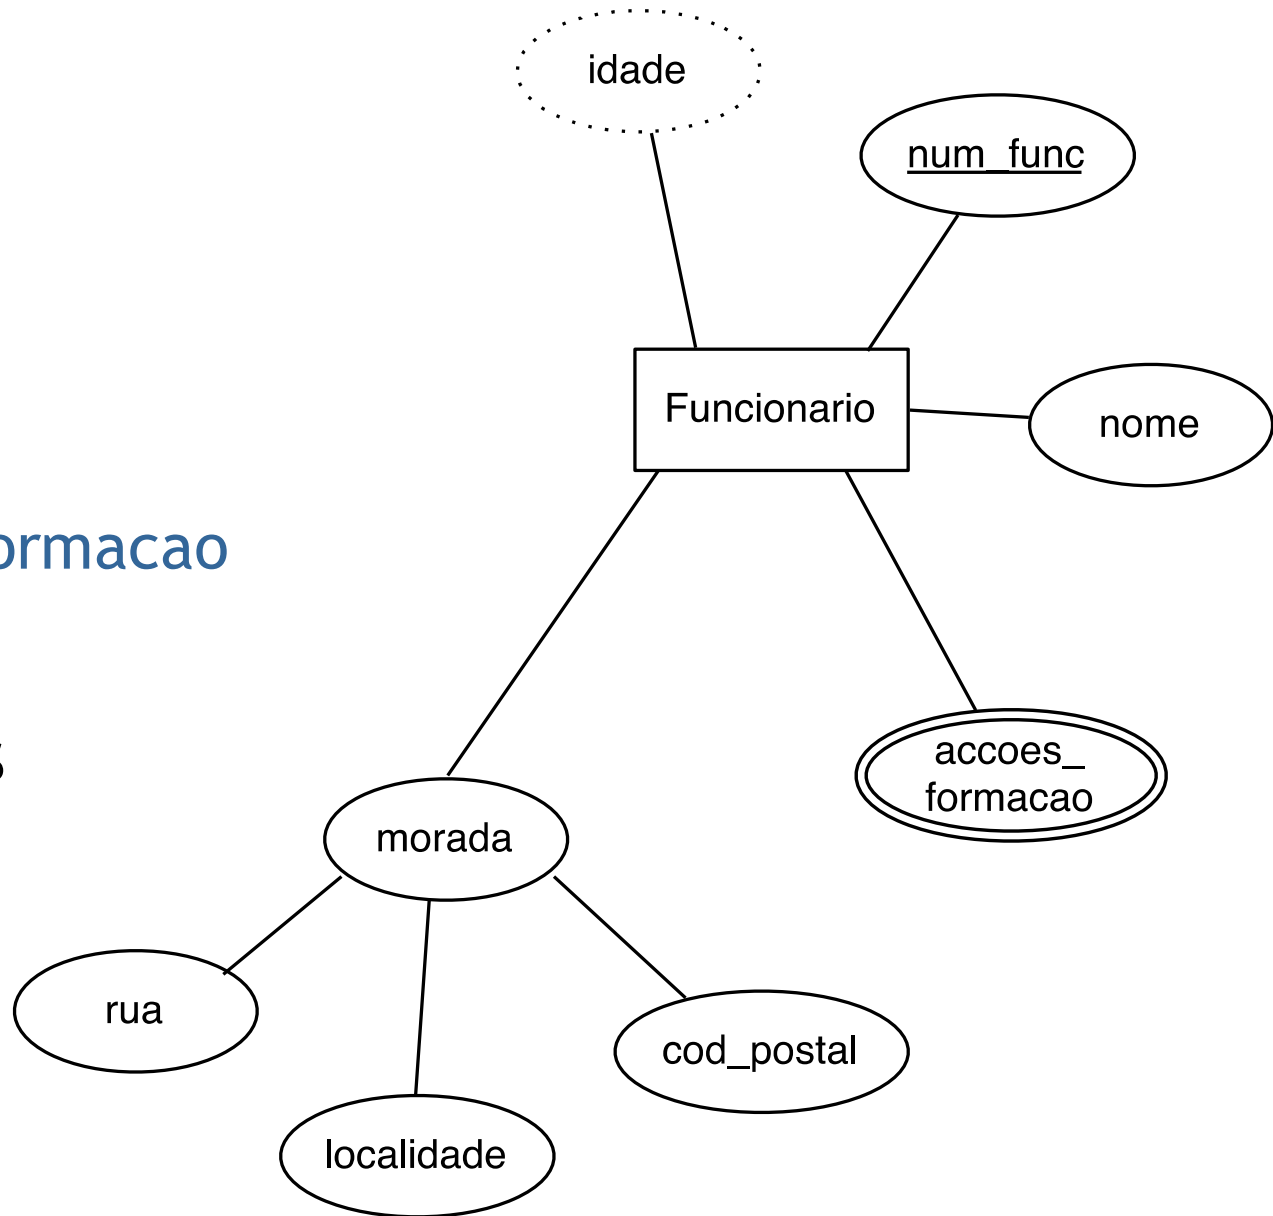 idade
num_func
Funcionario
nome
ormacao
s
accoes_
formacao
morada
rua
cod_postal
localidade